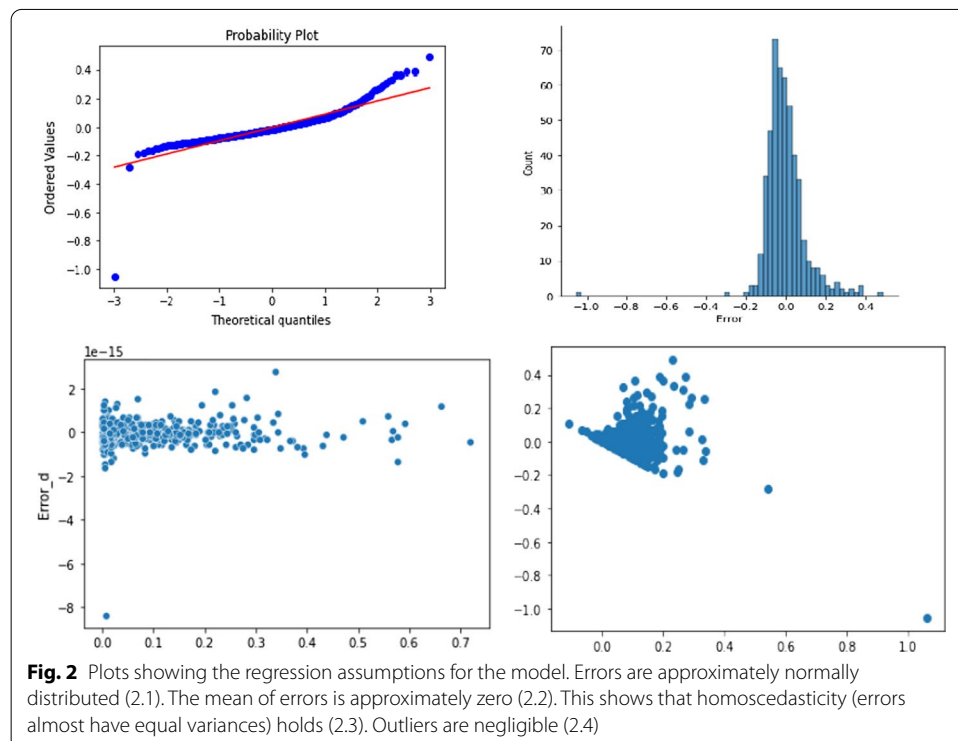 Probability Plot
0.4
0.2
0.0
−0.2
−0.4
−0.6
−0.8
−1.0
Ordered Values
−3 −2 −1 0 1 2 3
Theoretical quantiles
70
60
50
40
30
20
10
0
Count
−1.0 −0.8 −0.6 −0.4 −0.2 0.0 0.2 0.4
Error
1e−15
2
0
−2
−4
−6
−8
Error_d
0.0 0.1 0.2 0.3 0.4 0.5 0.6 0.7
0.4
0.2
0.0
−0.2
−0.4
−0.6
−0.8
−1.0
0.0 0.2 0.4 0.6 0.8 1.0
Fig. 2 Plots showing the regression assumptions for the model. Errors are approximately normally
distributed (2.1). The mean of errors is approximately zero (2.2). This shows that homoscedasticity (errors
almost have equal variances) holds (2.3). Outliers are negligible (2.4)